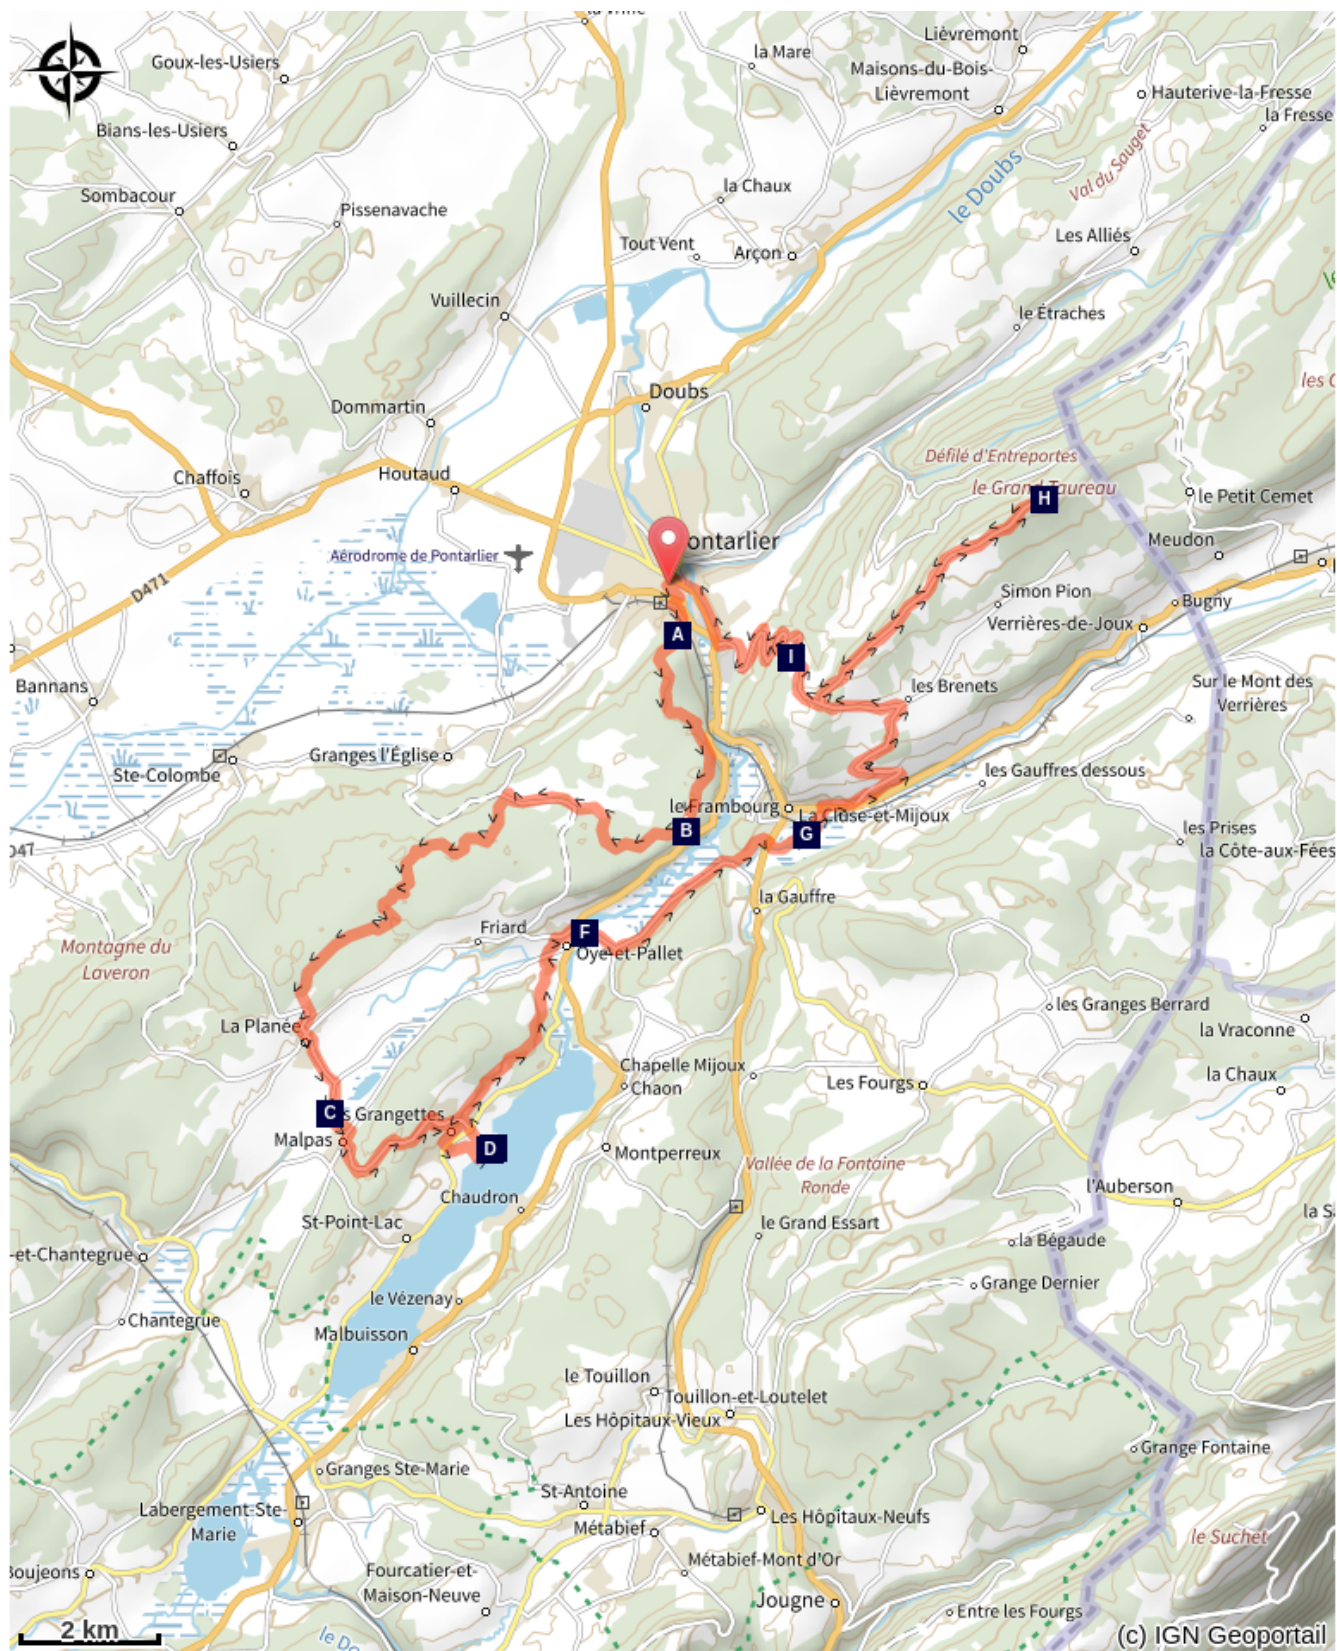 Lièvremont
la Mare
Goux-les-Usiers
Maisons-du-Bois-
Lièvremont
Hauterive-la-Fresse
la Fresse
Bians-les-Usiers
Val du Sauget
le Doubs
Sombacour
la Chaux
Pissenavache
Tout Vent
Arçon
Les Alliés
Vuillecin
le Étraches
Doubs
Dommartin
Défilé d'Entreportes
Houtaud
Chaffois
le Grand Taureau
H
le Petit Cemet
ontarlier
Meudon
Aérodrome de Pontarlier
D471
Simon Pion
Bugny
Verrières-de-Joux
A
I
Bannans
les Brenets
Sur le Mont des
Verrières
Granges l'Église
Ste-Colombe
les Gauffres dessous
le Frambourg
La Cluse-et-Mijoux
B
G
les Prises
la Côte-aux-Fées
la Gauffre
Friard
F
Oye-et-Pallet
Montagne du
Laveron
les Granges Berrard
La Planée
la Vraconne
Chapelle Mijoux
Chaon
Les Fourgs
la Chaux
C
s Grangettes
Malpas
D
Montperreux
Vallée de la Fontaine
Ronde
l'Auberson
Chaudron
St-Point-Lac
le Grand Essart
la Bégaude
-et-Chantegrue
Grange Dernier
le Vézenay
Chantegrue
Malbuisson
le Touillon
Touillon-et-Loutelet
Les Hôpitaux-Vieux
Grange Fontaine
Granges Ste-Marie
St-Antoine
Labergement-Ste-
Marie
Les Hôpitaux-Neufs
Métabief
le Suchet
Métabief-Mont d'Or
Boujeons
Fourcatier-et-
Maison-Neuve
Jougne
Entre les Fourgs
2 km
(c) IGN Geoportail